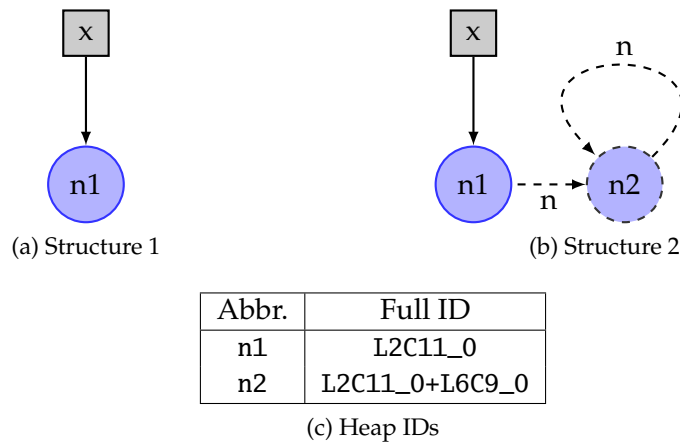 x
n1
(a) Structure 1
x
n
n1
n
n2
(b) Structure 2
Abbr. Full ID
n1 L2C11_0
n2 L2C11_0+L6C9_0
(c) Heap IDs